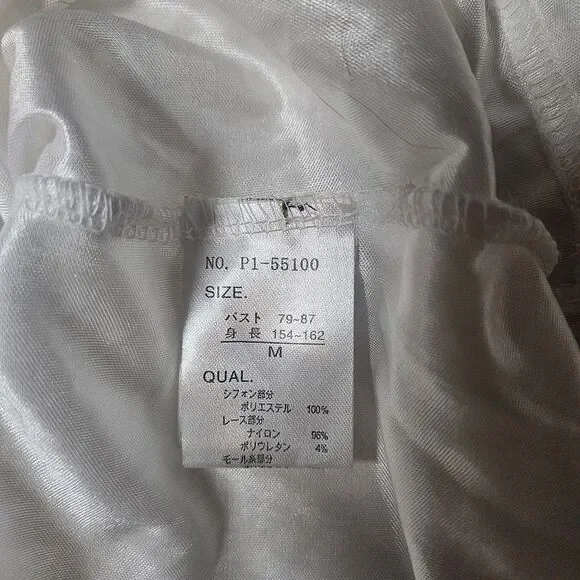 NO. P1-55100
SIZE.
バスト 79-87
身 長 154-162
M
QUAL.
シフォン部分
ポリエステル 100%
レース部分
ナイロン 96%
ポリウレタン 4%
モール糸部分